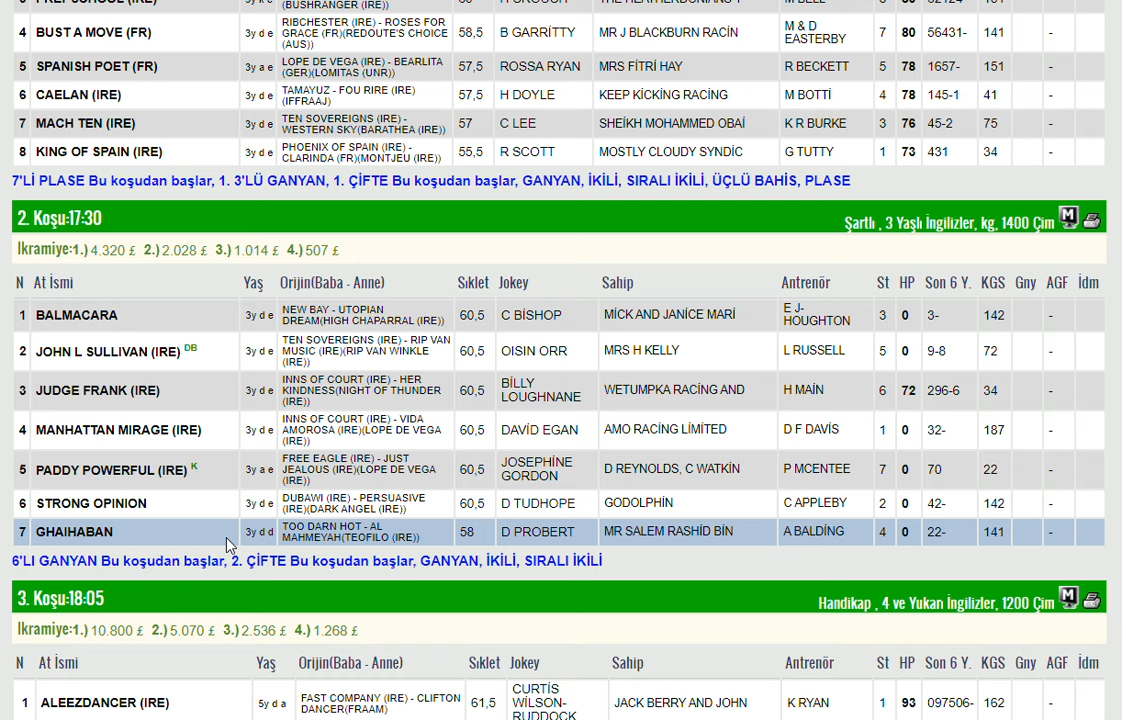 (BUSHRANGER (IRE))
4 BUST A MOVE (FR) 3y d e RIBCHESTER (IRE) - ROSES FOR GRACE (FR)(REDOUTE'S CHOICE (AUS)) 58,5 B GARRİTTY MR J BLACKBURN RACİN M & D EASTERBY 7 80 56431- 141 -
5 SPANISH POET (FR) 3y a e LOPE DE VEGA (IRE) - BEARLITA (GER)(LOMITAS (UNR)) 57,5 ROSSA RYAN MRS FİTRİ HAY R BECKETT 5 78 1657- 151 -
6 CAELAN (IRE) 3y d e TAMAYUZ - FOU RIRE (IRE) (IFFRAAJ) 57,5 H DOYLE KEEP KİCKİNG RACİNG M BOTTİ 4 78 145-1 41 -
7 MACH TEN (IRE) 3y d e TEN SOVEREIGNS (IRE) - WESTERN SKY(BARATHEA (IRE)) 57 C LEE SHEİKH MOHAMMED OBAİ K R BURKE 3 76 45-2 75 -
8 KING OF SPAIN (IRE) 3y d e PHOENIX OF SPAIN (IRE) - CLARINDA (FR)(MONTJEU (IRE)) 55,5 R SCOTT MOSTLY CLOUDY SYNDİC G TUTTY 1 73 431 34 -
7'Lİ PLASE Bu koşudan başlar, 1. 3'LÜ GANYAN, 1. ÇİFTE Bu koşudan başlar, GANYAN, İKİLİ, SIRALI İKİLİ, ÜÇLÜ BAHİS, PLASE
2. Koşu:17:30 Şartlı , 3 Yaşlı İngilizler, kg, 1400 Çim M
İkramiye:1.) 4.320 £ 2.) 2.028 £ 3.) 1.014 £ 4.) 507 £
N At İsmi Yaş Orijin(Baba - Anne) Sıklet Jokey Sahip Antrenör St HP Son 6 Y. KGS Gny AGF İdm
1 BALMACARA 3y d e NEW BAY - UTOPIAN DREAM(HIGH CHAPARRAL (IRE)) 60,5 C BİSHOP MİCK AND JANİCE MARİ E J- HOUGHTON 3 0 3- 142 -
2 JOHN L SULLIVAN (IRE) DB 3y d e TEN SOVEREIGNS (IRE) - RIP VAN MUSIC (IRE)(RIP VAN WINKLE (IRE)) 60,5 OISIN ORR MRS H KELLY L RUSSELL 5 0 9-8 72 -
3 JUDGE FRANK (IRE) 3y d e INNS OF COURT (IRE) - HER KINDNESS(NIGHT OF THUNDER (IRE)) 60,5 BİLLY LOUGHNANE WETUMPKA RACİNG AND H MAİN 6 72 296-6 34 -
4 MANHATTAN MIRAGE (IRE) 3y d e INNS OF COURT (IRE) - VIDA AMOROSA (IRE)(LOPE DE VEGA (IRE)) 60,5 DAVİD EGAN AMO RACİNG LİMİTED D F DAVİS 1 0 32- 187 -
5 PADDY POWERFUL (IRE) K 3y a e FREE EAGLE (IRE) - JUST JEALOUS (IRE)(LOPE DE VEGA (IRE)) 60,5 JOSEPHİNE GORDON D REYNOLDS, C WATKİN P MCENTEE 7 0 70 22 -
6 STRONG OPINION 3y d e DUBAWI (IRE) - PERSUASIVE (IRE)(DARK ANGEL (IRE)) 60,5 D TUDHOPE GODOLPHİN C APPLEBY 2 0 42- 142 -
7 GHAIHABAN 3y d d TOO DARN HOT - AL MAHMEYAH(TEOFILO (IRE)) 58 D PROBERT MR SALEM RASHİD BİN A BALDİNG 4 0 22- 141 -
6'LI GANYAN Bu koşudan başlar, 2. ÇİFTE Bu koşudan başlar, GANYAN, İKİLİ, SIRALI İKİLİ
3. Koşu:18:05 Handikap , 4 ve Yukarı İngilizler, 1200 Çim M
İkramiye:1.) 10.800 £ 2.) 5.070 £ 3.) 2.536 £ 4.) 1.268 £
N At İsmi Yaş Orijin(Baba - Anne) Sıklet Jokey Sahip Antrenör St HP Son 6 Y. KGS Gny AGF İdm
1 ALEEZDANCER (IRE) 5y d a FAST COMPANY (IRE) - CLIFTON DANCER(FRAAM) 61,5 CURTİS WİLSON- RUDDOCK JACK BERRY AND JOHN K RYAN 1 93 097506- 162 -